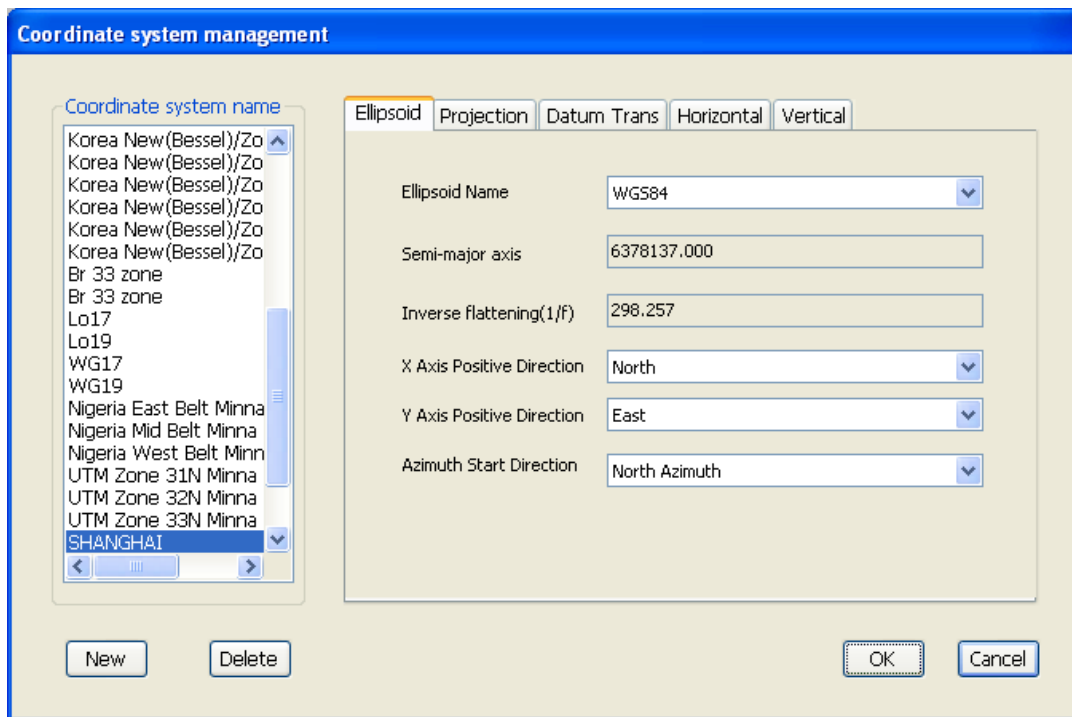 Coordinate system management
Coordinate system name
Korea New(Bessel)/Zo
Korea New(Bessel)/Zo
Korea New(Bessel)/Zo
Korea New(Bessel)/Zo
Korea New(Bessel)/Zo
Korea New(Bessel)/Zo
Br 33 zone
Br 33 zone
Lo17
Lo19
WG17
WG19
Nigeria East Belt Minna
Nigeria Mid Belt Minna
Nigeria West Belt Minn
UTM Zone 31N Minna
UTM Zone 32N Minna
UTM Zone 33N Minna
SHANGHAI
New Delete
Ellipsoid Projection Datum Trans Horizontal Vertical
Ellipsoid Name WGS84
Semi-major axis 6378137.000
Inverse flattening(1/f) 298.257
X Axis Positive Direction North
Y Axis Positive Direction East
Azimuth Start Direction North Azimuth
OK Cancel